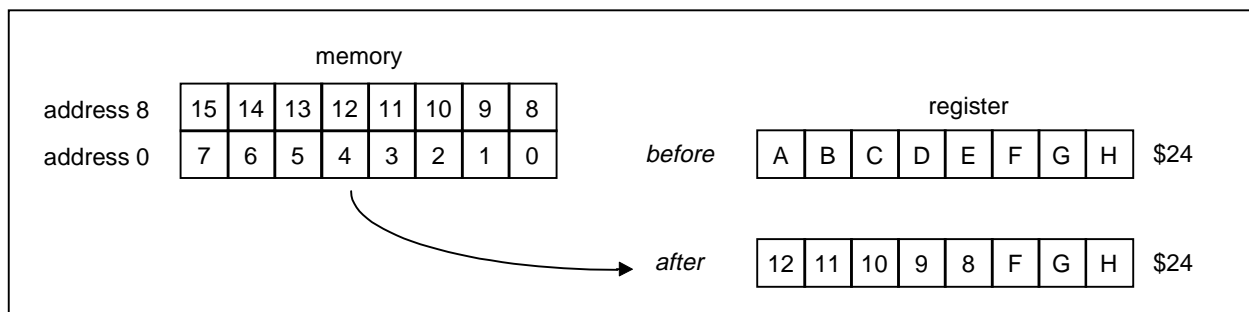 memory
address 8 15 14 13 12 11 10 9 8
register
address 0 7 6 5 4 3 2 1 0
before A B C D E F G H $24
after 12 11 10 9 8 F G H $24